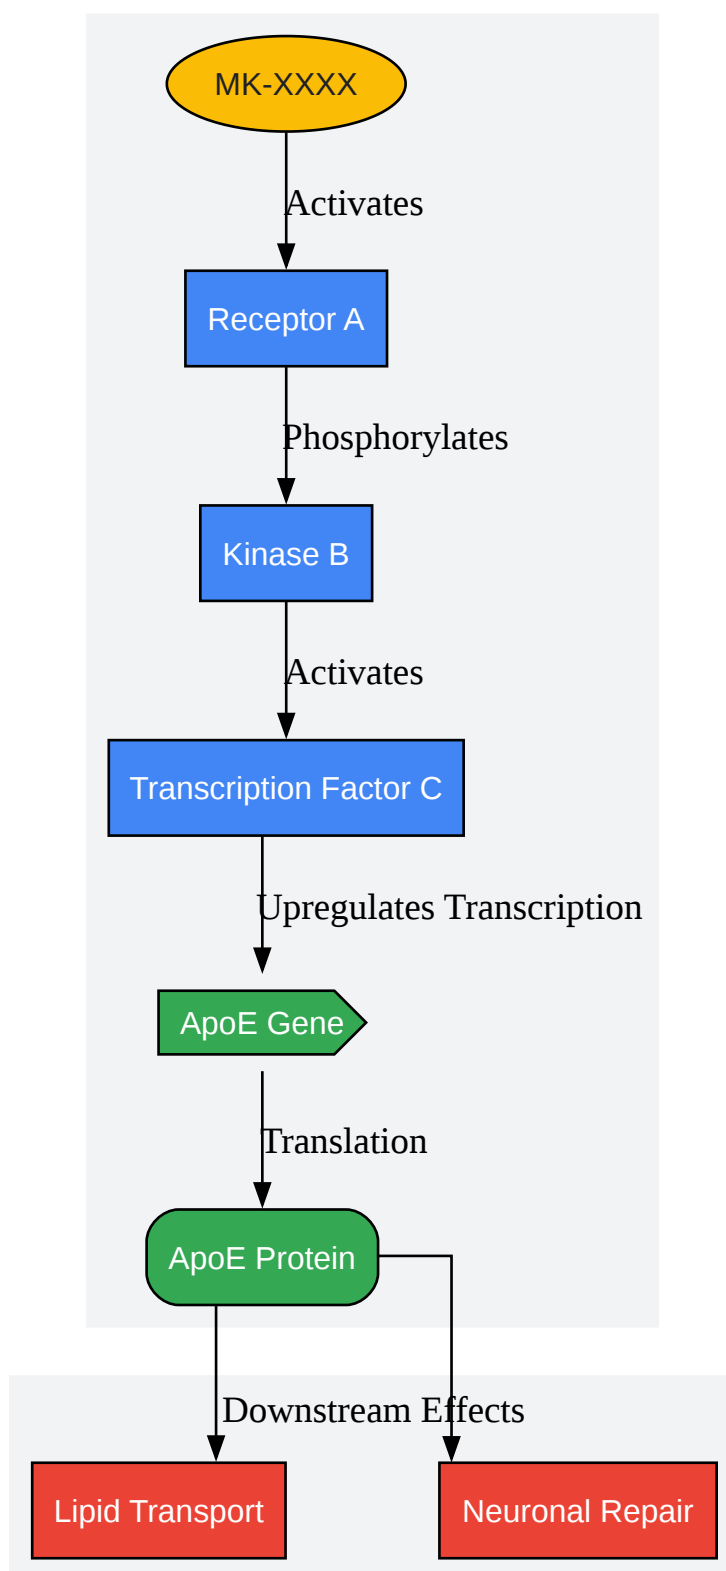 MK-XXXX
Activates
Receptor A
Phosphorylates
Kinase B
Activates
Transcription Factor C
Upregulates Transcription
ApoE Gene
Translation
ApoE Protein
Downstream Effects
Lipid Transport
Neuronal Repair